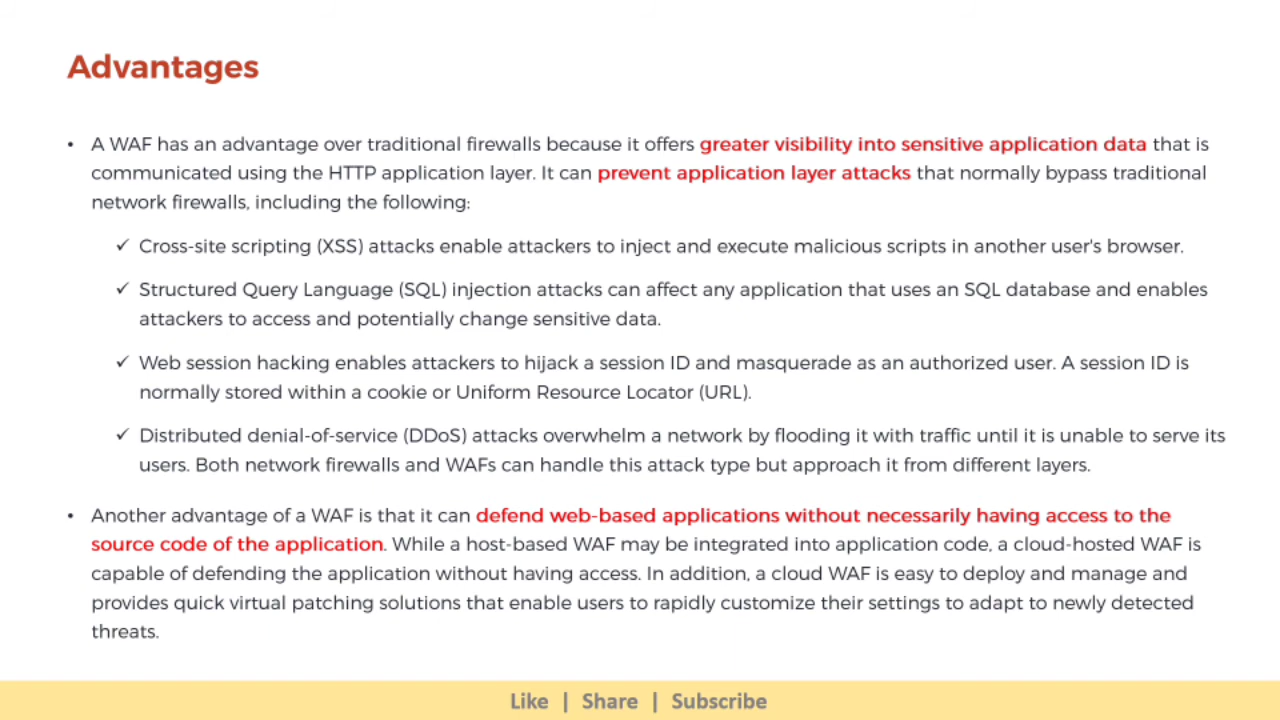 Advantages
• A WAF has an advantage over traditional firewalls because it offers greater visibility into sensitive application data that is
communicated using the HTTP application layer. It can prevent application layer attacks that normally bypass traditional
network firewalls, including the following:
✓ Cross-site scripting (XSS) attacks enable attackers to inject and execute malicious scripts in another user's browser.
✓ Structured Query Language (SQL) injection attacks can affect any application that uses an SQL database and enables
attackers to access and potentially change sensitive data.
✓ Web session hacking enables attackers to hijack a session ID and masquerade as an authorized user. A session ID is
normally stored within a cookie or Uniform Resource Locator (URL).
✓ Distributed denial-of-service (DDoS) attacks overwhelm a network by flooding it with traffic until it is unable to serve its
users. Both network firewalls and WAFs can handle this attack type but approach it from different layers.
• Another advantage of a WAF is that it can defend web-based applications without necessarily having access to the
source code of the application. While a host-based WAF may be integrated into application code, a cloud-hosted WAF is
capable of defending the application without having access. In addition, a cloud WAF is easy to deploy and manage and
provides quick virtual patching solutions that enable users to rapidly customize their settings to adapt to newly detected
threats.
Like | Share | Subscribe